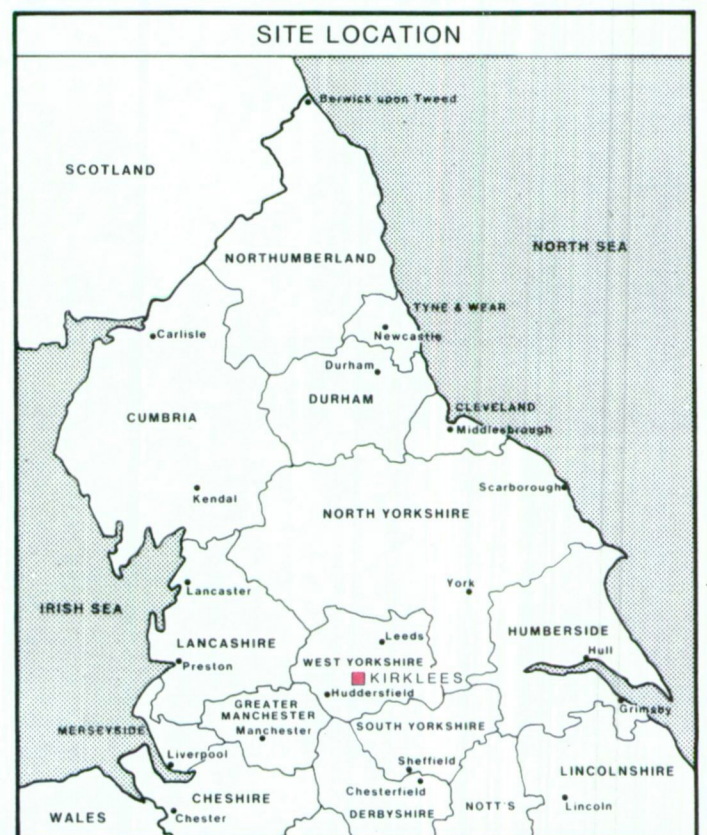 SITE LOCATION
Berwick upon Tweed
SCOTLAND
NORTH SEA
NORTHUMBERLAND
TYNE & WEAR
Carlisle
Newcastle
Durham
DURHAM
CLEVELAND
CUMBRIA
Middlesbrough
Kendal
Scarborough
NORTH YORKSHIRE
York
Lancaster
IRISH SEA
HUMBERSIDE
Leeds
LANCASHIRE
Hull
WEST YORKSHIRE
Preston
KIRKLEES
Huddersfield
GREATER
MANCHESTER
Grimsby
SOUTH YORKSHIRE
MERSEYSIDE
Manchester
Liverpool
Sheffield
LINCOLNSHIRE
Chesterfield
CHESHIRE
NOTT'S
Lincoln
DERBYSHIRE
WALES
Chester